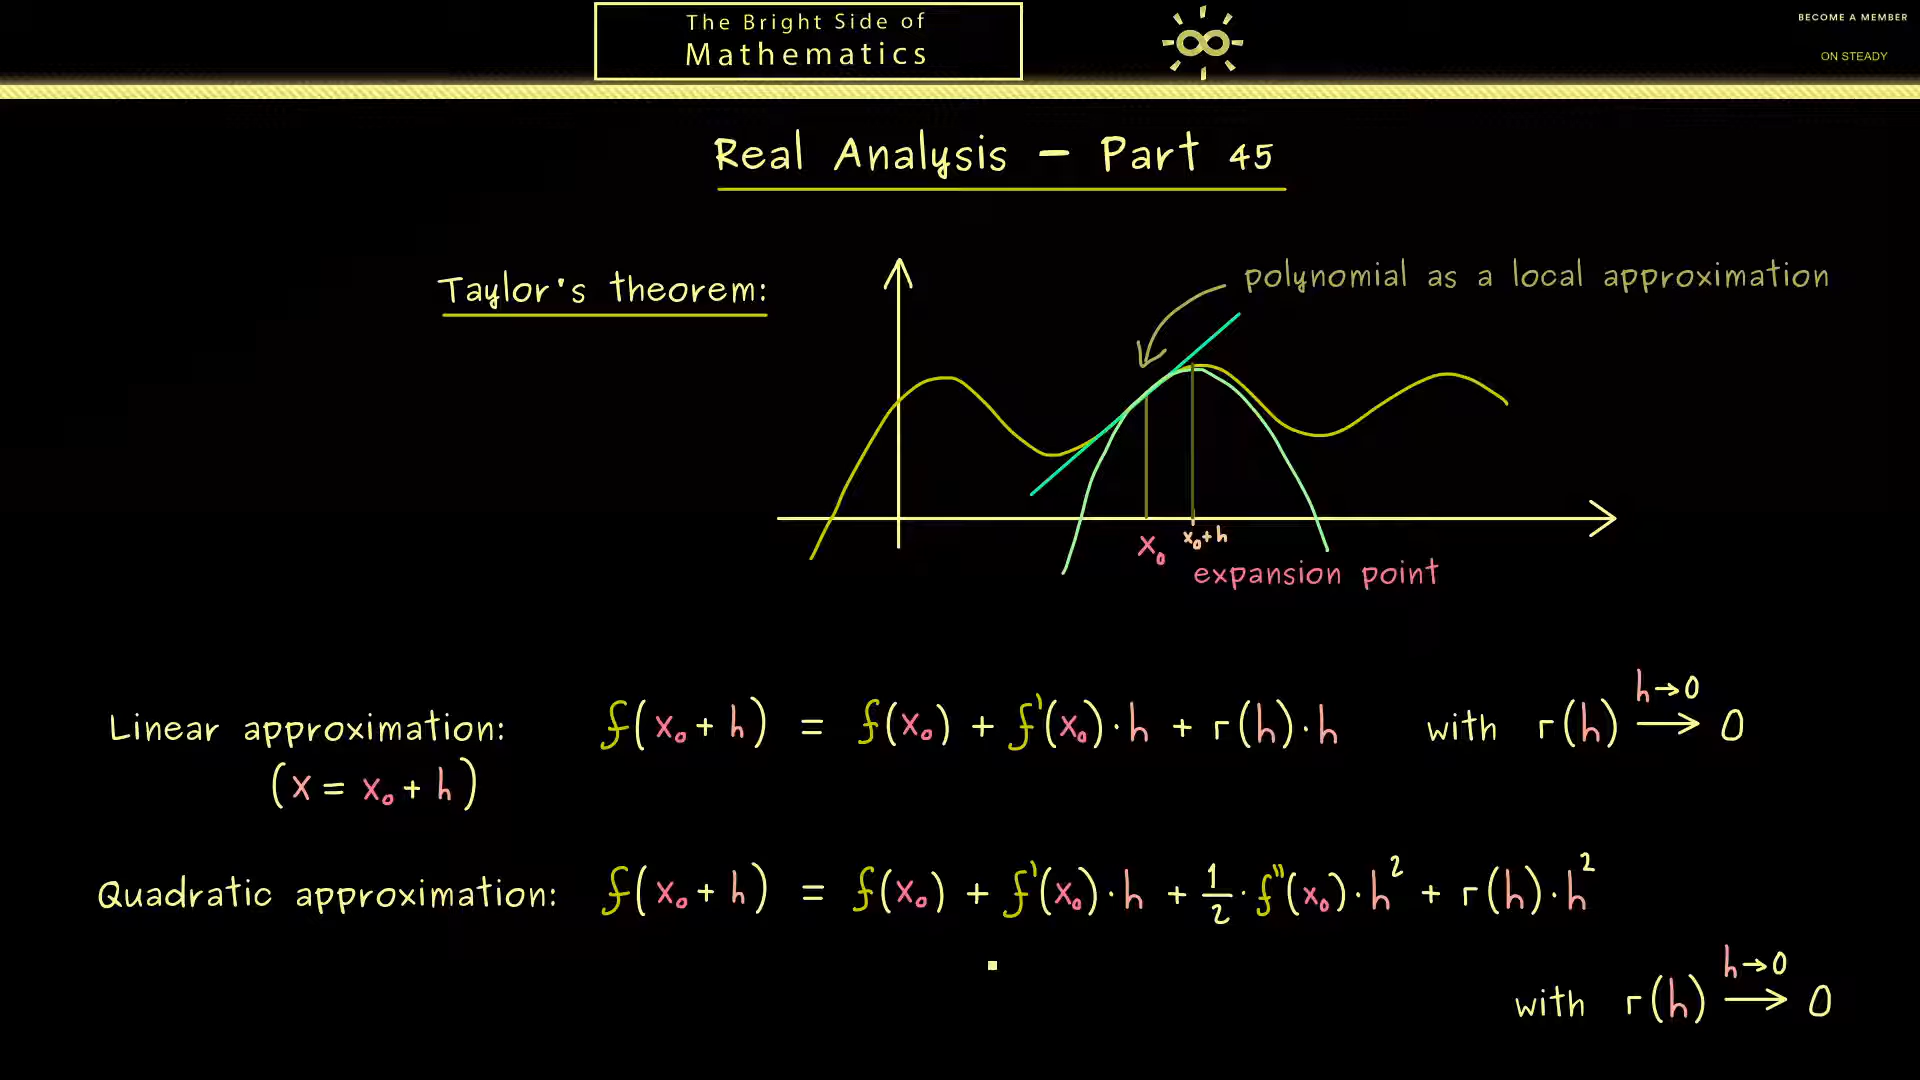 The Bright Side of
Mathematics
BECOME A MEMBER
ON STEADY
Real Analysis – Part 45
Taylor's theorem:
polynomial as a local approximation
x₀
x₀+h
expansion point
Linear approximation: f(x₀ + h) = f(x₀) + f'(x₀)·h + r(h)·h with r(h) →^{h→0} 0
(x = x₀ + h)
Quadratic approximation: f(x₀ + h) = f(x₀) + f'(x₀)·h + 1/2·f''(x₀)·h² + r(h)·h²
with r(h) →^{h→0} 0